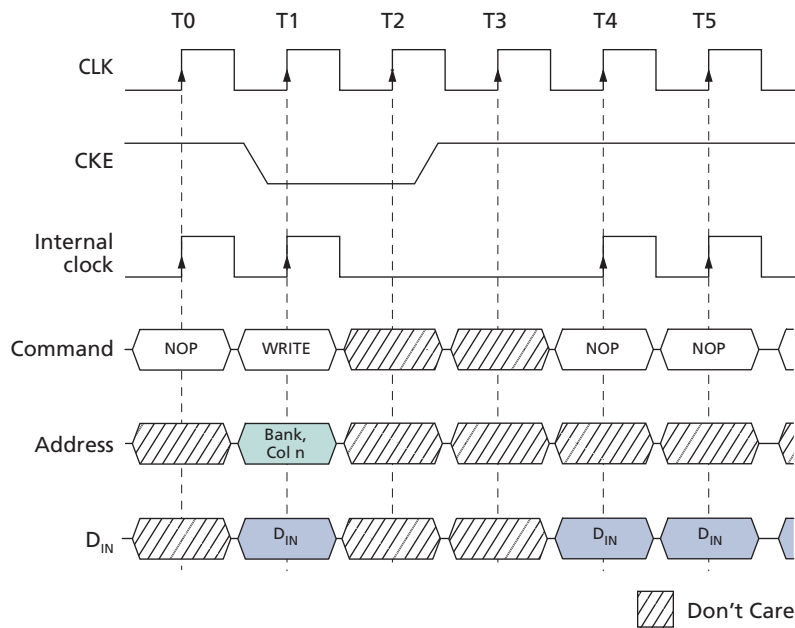 T0 T1 T2 T3 T4 T5
CLK
CKE
Internal
clock
Command NOP WRITE NOP NOP
Address Bank,
Col n
DIN DIN DIN DIN
Don't Care